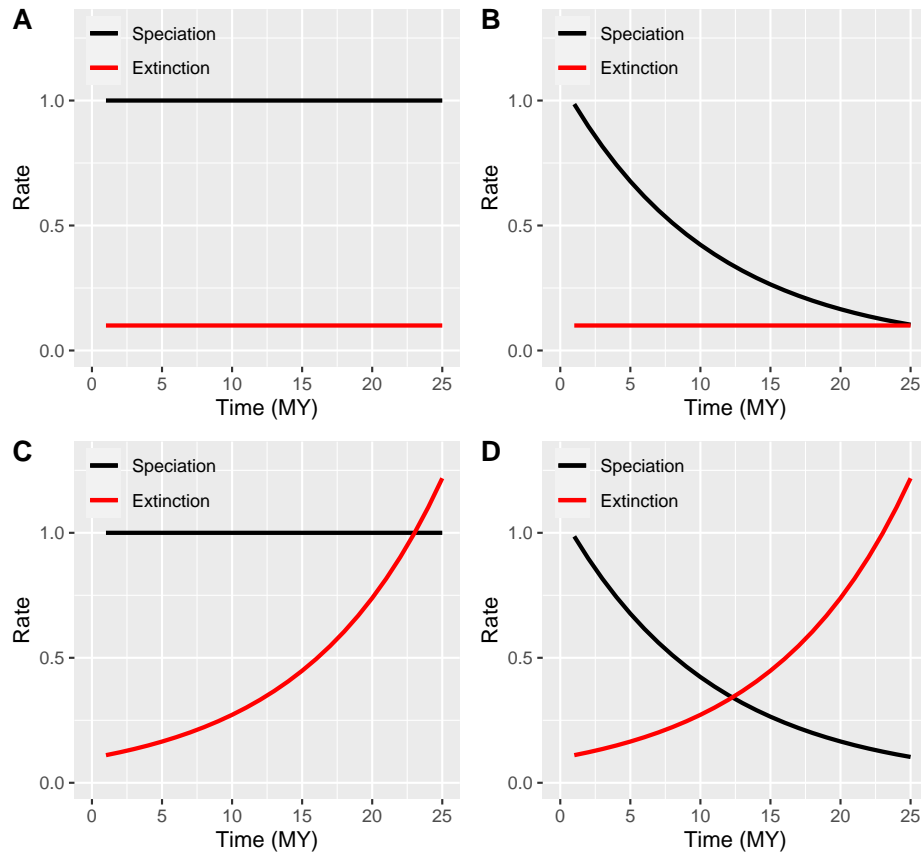 A
Speciation
Extinction
1.0
0.5
0.0
Rate
0 5 10 15 20 25
Time (MY)
B
Speciation
Extinction
1.0
0.5
0.0
Rate
0 5 10 15 20 25
Time (MY)
C
Speciation
Extinction
1.0
0.5
0.0
Rate
0 5 10 15 20 25
Time (MY)
D
Speciation
Extinction
1.0
0.5
0.0
Rate
0 5 10 15 20 25
Time (MY)